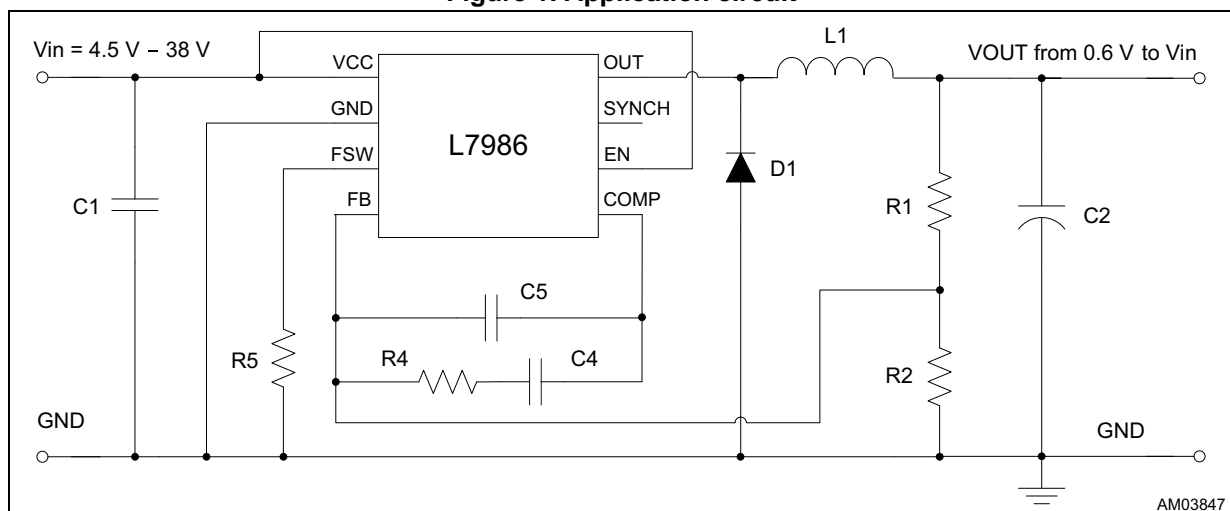 Figure 1. Application circuit
Vin = 4.5 V – 38 V
L1
VOUT from 0.6 V to Vin
VCC
OUT
GND
SYNCH
L7986
FSW
EN
D1
FB
COMP
C1
R1
C2
C5
R5
R4
C4
R2
GND
GND
AM03847